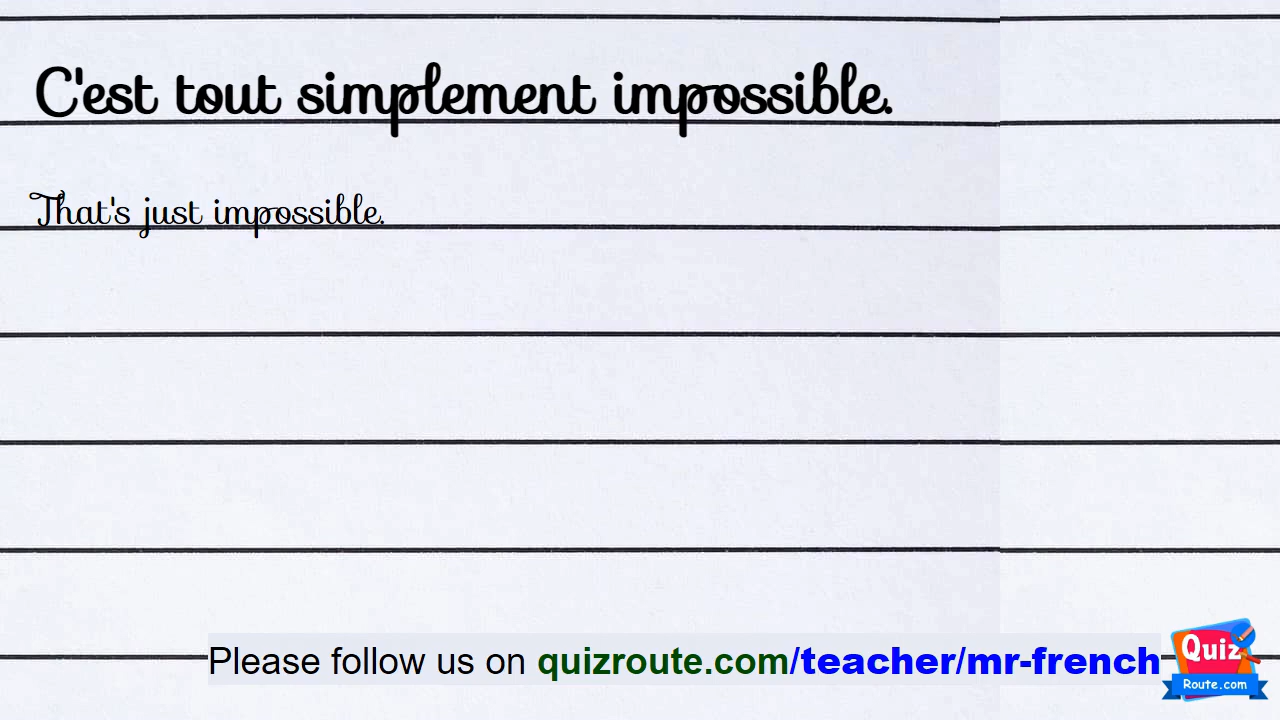 C'est tout simplement impossible.
That's just impossible.
Please follow us on quizroute.com/teacher/mr-french
Quiz
Route.com